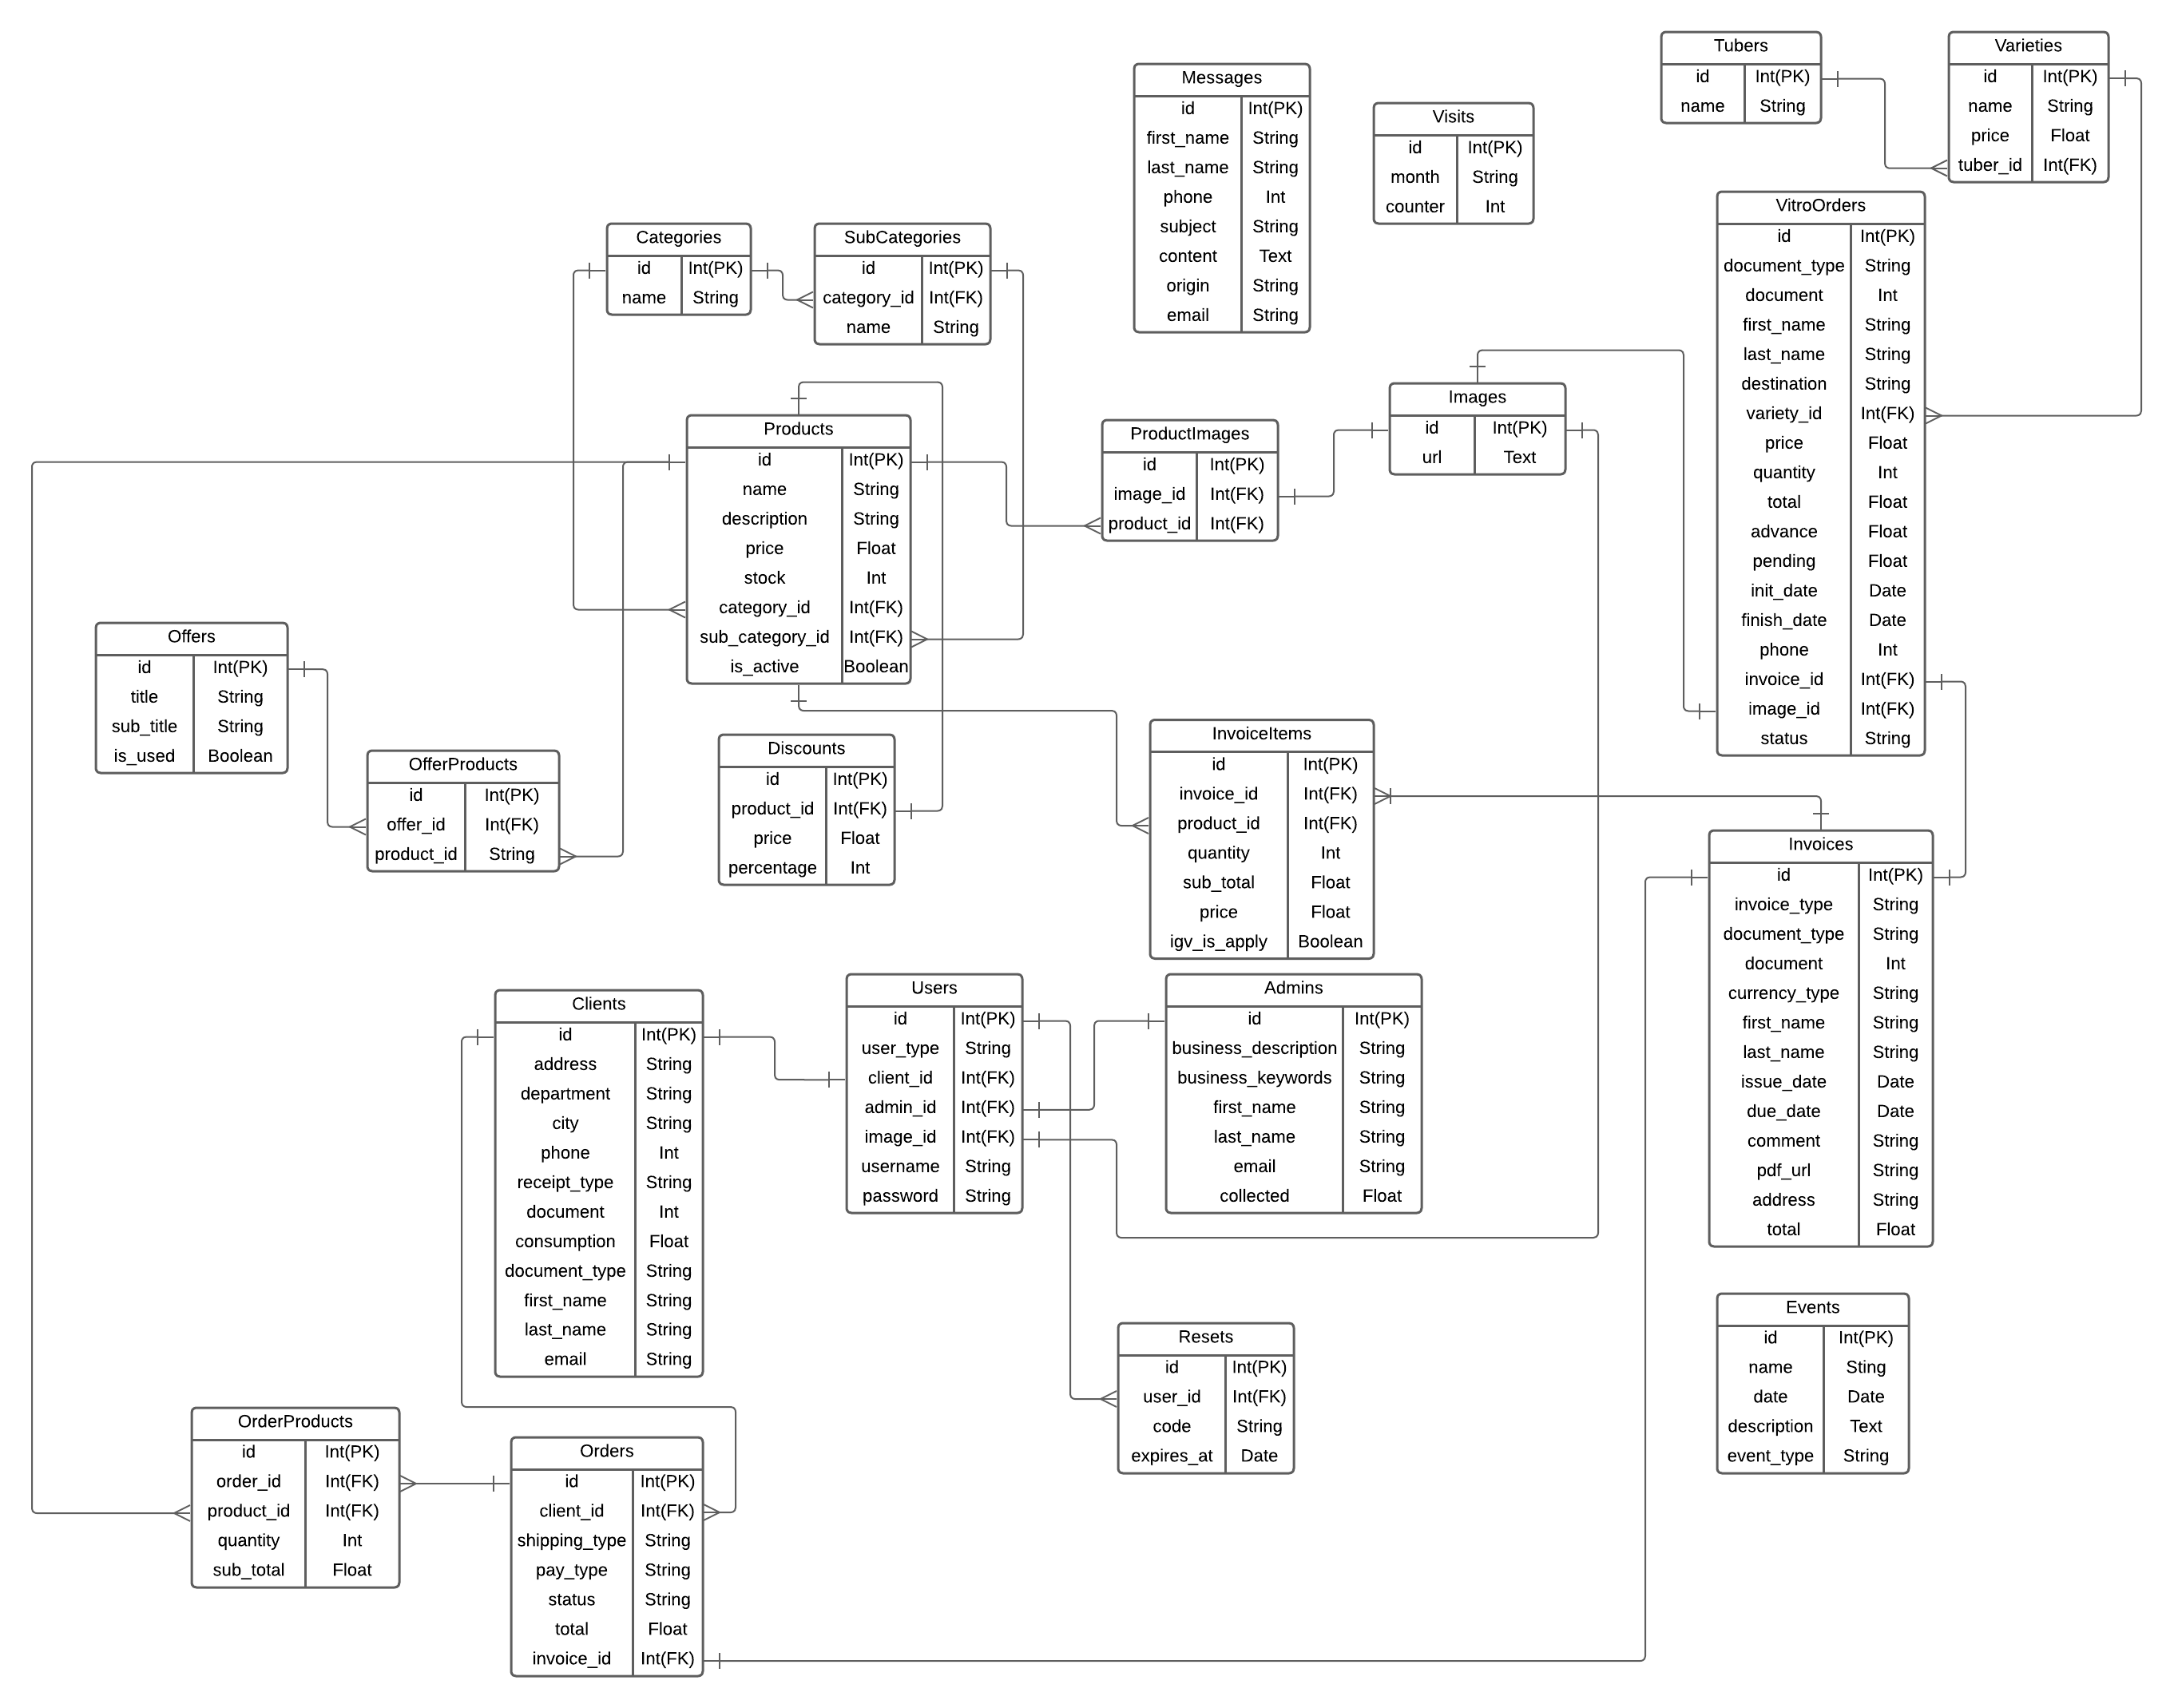 Tubers
id Int(PK)
name String
Varieties
id Int(PK)
name String
price Float
tuber_id Int(FK)
Messages
id Int(PK)
first_name String
last_name String
phone Int
subject String
content Text
origin String
email String
Visits
id Int(PK)
month String
counter Int
VitroOrders
id Int(PK)
document_type String
document Int
first_name String
last_name String
destination String
variety_id Int(FK)
price Float
quantity Int
total Float
advance Float
pending Float
init_date Date
finish_date Date
phone Int
invoice_id Int(FK)
image_id Int(FK)
status String
Categories
id Int(PK)
name String
SubCategories
id Int(PK)
category_id Int(FK)
name String
Images
id Int(PK)
url Text
Products
id Int(PK)
name String
description String
price Float
stock Int
category_id Int(FK)
sub_category_id Int(FK)
is_active Boolean
ProductImages
id Int(PK)
image_id Int(FK)
product_id Int(FK)
Offers
id Int(PK)
title String
sub_title String
is_used Boolean
OfferProducts
id Int(PK)
offer_id Int(FK)
product_id String
Discounts
id Int(PK)
product_id Int(FK)
price Float
percentage Int
InvoiceItems
id Int(PK)
invoice_id Int(FK)
product_id Int(FK)
quantity Int
sub_total Float
price Float
igv_is_apply Boolean
Invoices
id Int(PK)
invoice_type String
document_type String
document Int
currency_type String
first_name String
last_name String
issue_date Date
due_date Date
comment String
pdf_url String
address String
total Float
Clients
id Int(PK)
address String
department String
city String
phone Int
receipt_type String
document Int
consumption Float
document_type String
first_name String
last_name String
email String
Users
id Int(PK)
user_type String
client_id Int(FK)
admin_id Int(FK)
image_id Int(FK)
username String
password String
Admins
id Int(PK)
business_description String
business_keywords String
first_name String
last_name String
email String
collected Float
Resets
id Int(PK)
user_id Int(FK)
code String
expires_at Date
Events
id Int(PK)
name Sting
date Date
description Text
event_type String
OrderProducts
id Int(PK)
order_id Int(FK)
product_id Int(FK)
quantity Int
sub_total Float
Orders
id Int(PK)
client_id Int(FK)
shipping_type String
pay_type String
status String
total Float
invoice_id Int(FK)